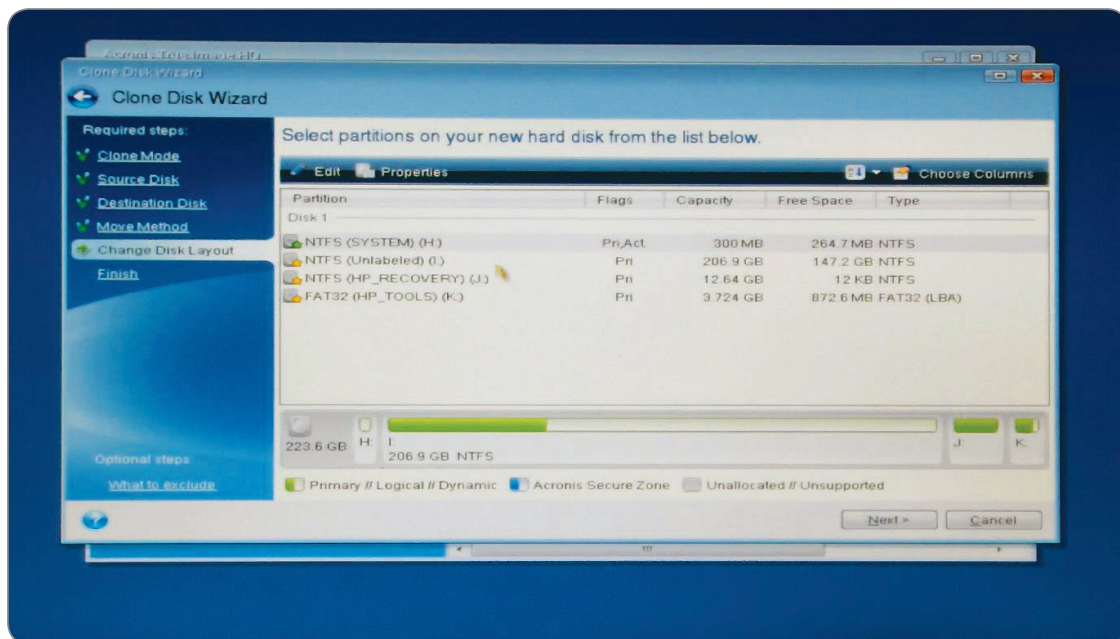 Acronis True Image HD
Clone Disk Wizard
Clone Disk Wizard
Required steps:
Clone Mode
Source Disk
Destination Disk
Move Method
Change Disk Layout
Finish
Optional steps:
What to exclude
Select partitions on your new hard disk from the list below.
Edit Properties Choose Columns
Partition Flags Capacity Free Space Type
Disk 1
NTFS (SYSTEM) (H:) Pri,Act. 300 MB 264.7 MB NTFS
NTFS (Unlabeled) (I:) Pri 206.9 GB 147.2 GB NTFS
NTFS (HP_RECOVERY) (J:) Pri 12.64 GB 12 KB NTFS
FAT32 (HP_TOOLS) (K:) Pri 3.724 GB 872.6 MB FAT32 (LBA)
223.6 GB H: I: J: K:
206.9 GB NTFS
Primary // Logical // Dynamic Acronis Secure Zone Unallocated // Unsupported
Next > Cancel